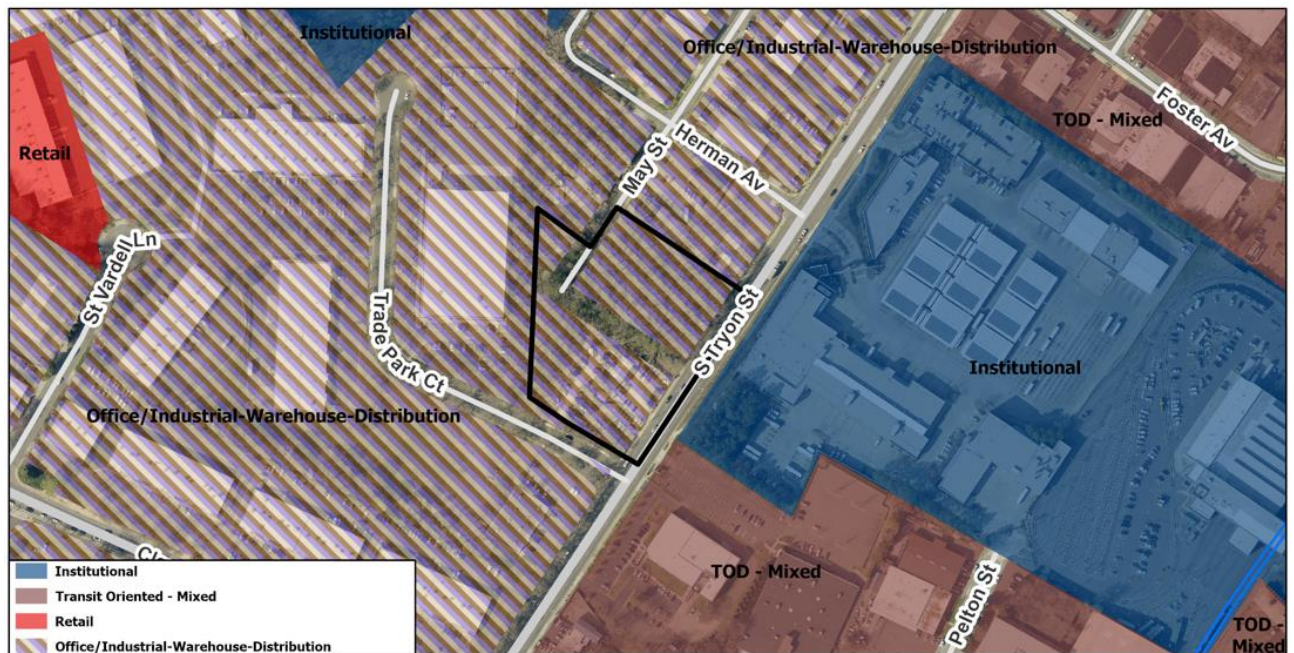 Institutional
Office/Industrial-Warehouse-Distribution
Foster Av
TOD - Mixed
Retail
May St
Herman Av
St Vardell Ln
Trade Park Ct
S Tryon St
Institutional
Office/Industrial-Warehouse-Distribution
TOD - Mixed
Pelton St
TOD -
Mixed
Institutional
Transit Oriented - Mixed
Retail
Office/Industrial-Warehouse-Distribution